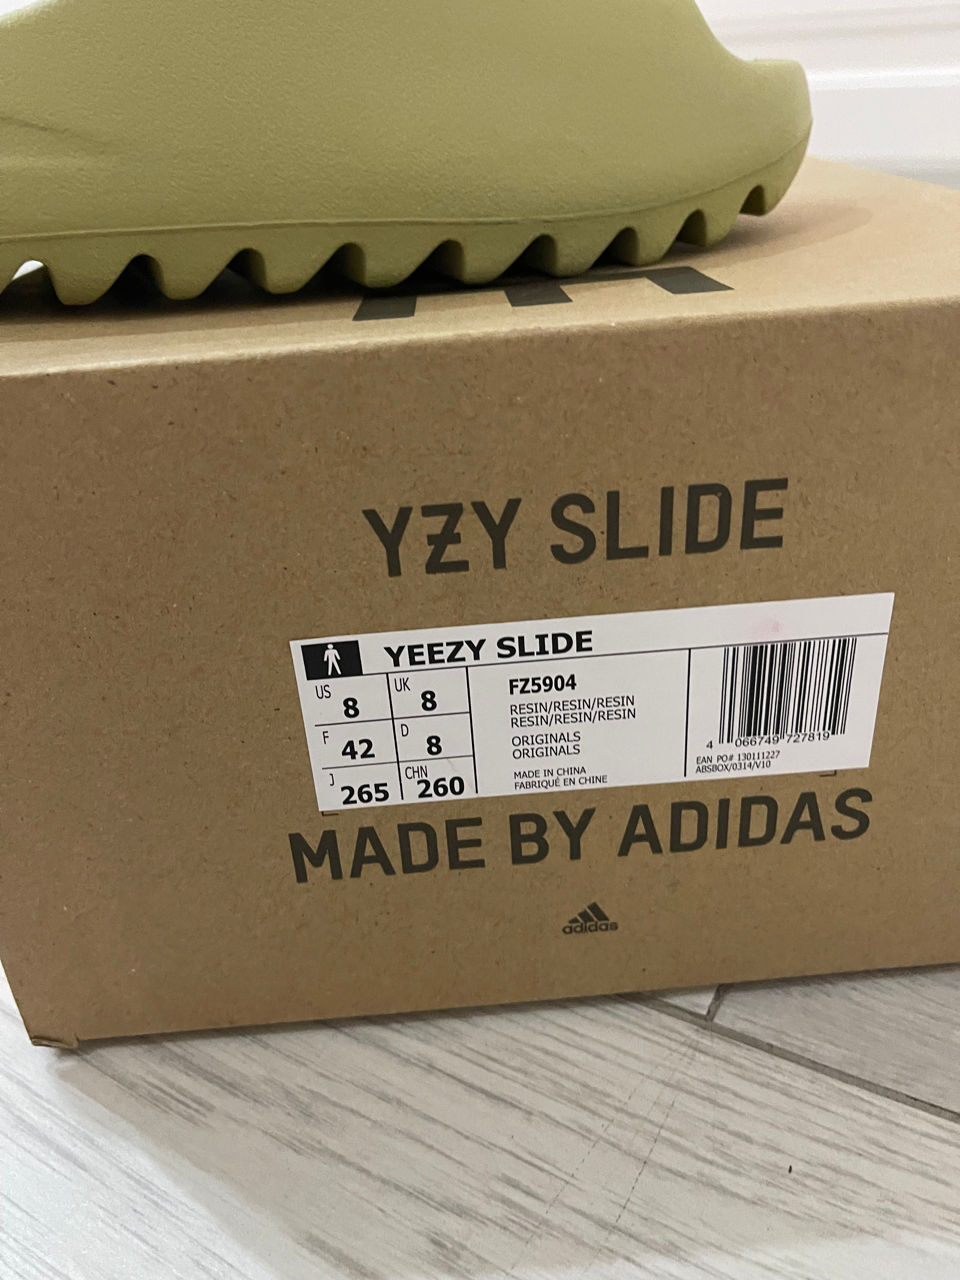 YZY SLIDE
YEEZY SLIDE
US 8 UK 8
F 42 D 8
J 265 CHN 260
FZ5904
RESIN/RESIN/RESIN
RESIN/RESIN/RESIN
ORIGINALS
ORIGINALS
MADE IN CHINA
FABRIQUÉ EN CHINE
4 066749 727819
EAN PO# 130111227
ABSBOX/0314/V10
MADE BY ADIDAS
adidas